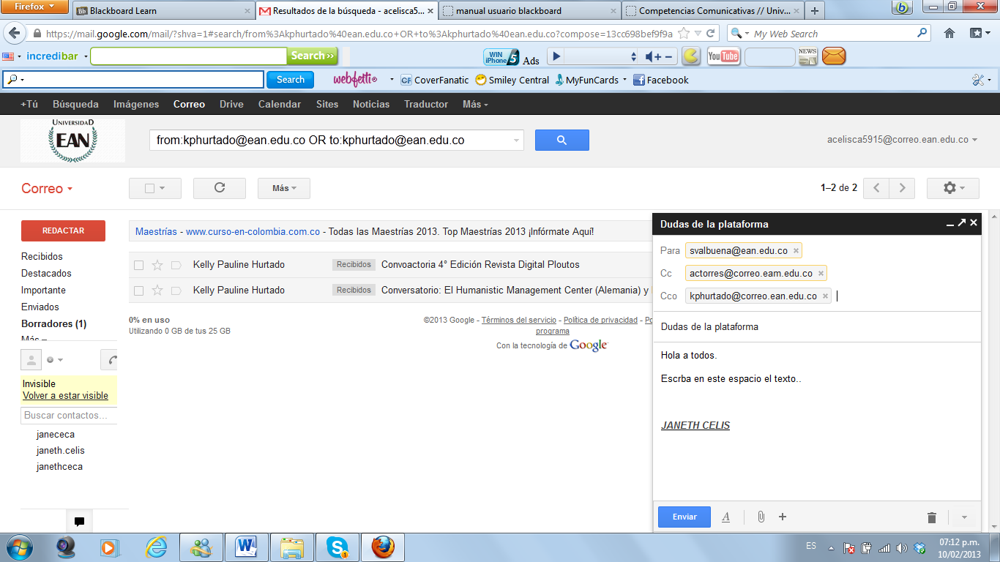 Firefox
Blackboard Learn
Resultados de la búsqueda - acelisca5...
manual usuario blackboard
Competencias Comunicativas // Univ...
https://mail.google.com/mail/?shva=1#search/from%3Akphurtado%40ean.edu.co+OR+to%3Akphurtado%40ean.edu.co?compose=13cc698bef9f9a
My Web Search
incredibar
Search >>
WIN iPhone 5 Ads
YouTube
NEWS
Search
webfetti
CF CoverFanatic
Smiley Central
MyFunCards
Facebook
+Tú Búsqueda Imágenes Correo Drive Calendar Sites Noticias Traductor Más
UNIVERSIDAD
EAN
from:kphurtado@ean.edu.co OR to:kphurtado@ean.edu.co
acelisca5915@correo.ean.edu.co
Correo
Más
1–2 de 2
REDACTAR
Recibidos
Destacados
Importante
Enviados
Borradores (1)
Más
Invisible
Volver a estar visible
Buscar contactos...
janececa
janeth.celis
janethceca
Maestrías - www.curso-en-colombia.com.co - Todas las Maestrías 2013. Top Maestrías 2013 ¡Infórmate Aquí!
Kelly Pauline Hurtado Recibidos Convoactoria 4° Edición Revista Digital Ploutos
Kelly Pauline Hurtado Recibidos Conversatorio: El Humanistic Management Center (Alemania) y
0% en uso
Utilizando 0 GB de tus 25 GB
©2013 Google - Términos del servicio - Política de privacidad - Po
programa
Con la tecnología de Google
Dudas de la plataforma
Para svalbuena@ean.edu.co
Cc actorres@correo.eam.edu.co
Cco kphurtado@correo.ean.edu.co
Dudas de la plataforma
Hola a todos.
Escrba en este espacio el texto..
JANETH CELIS
Enviar
ES
07:12 p.m.
10/02/2013